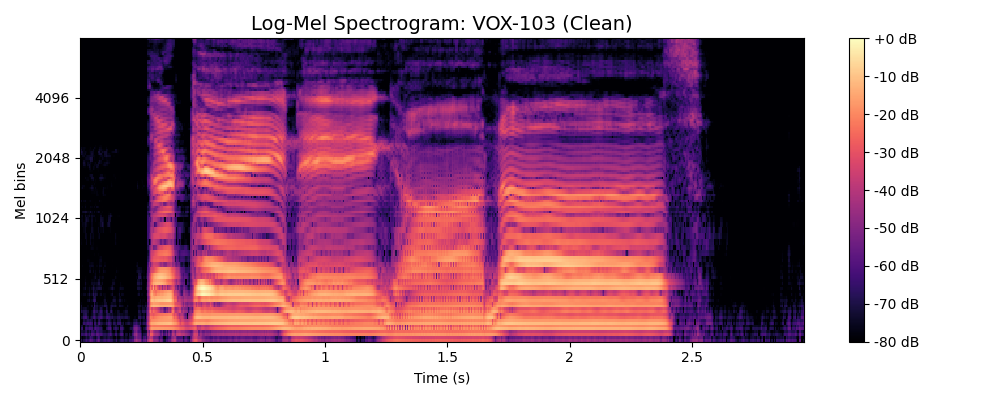 Log-Mel Spectrogram: VOX-103 (Clean)
Mel bins
4096
2048
1024
512
0
0
0.5
1
1.5
2
2.5
Time (s)
+0 dB
-10 dB
-20 dB
-30 dB
-40 dB
-50 dB
-60 dB
-70 dB
-80 dB